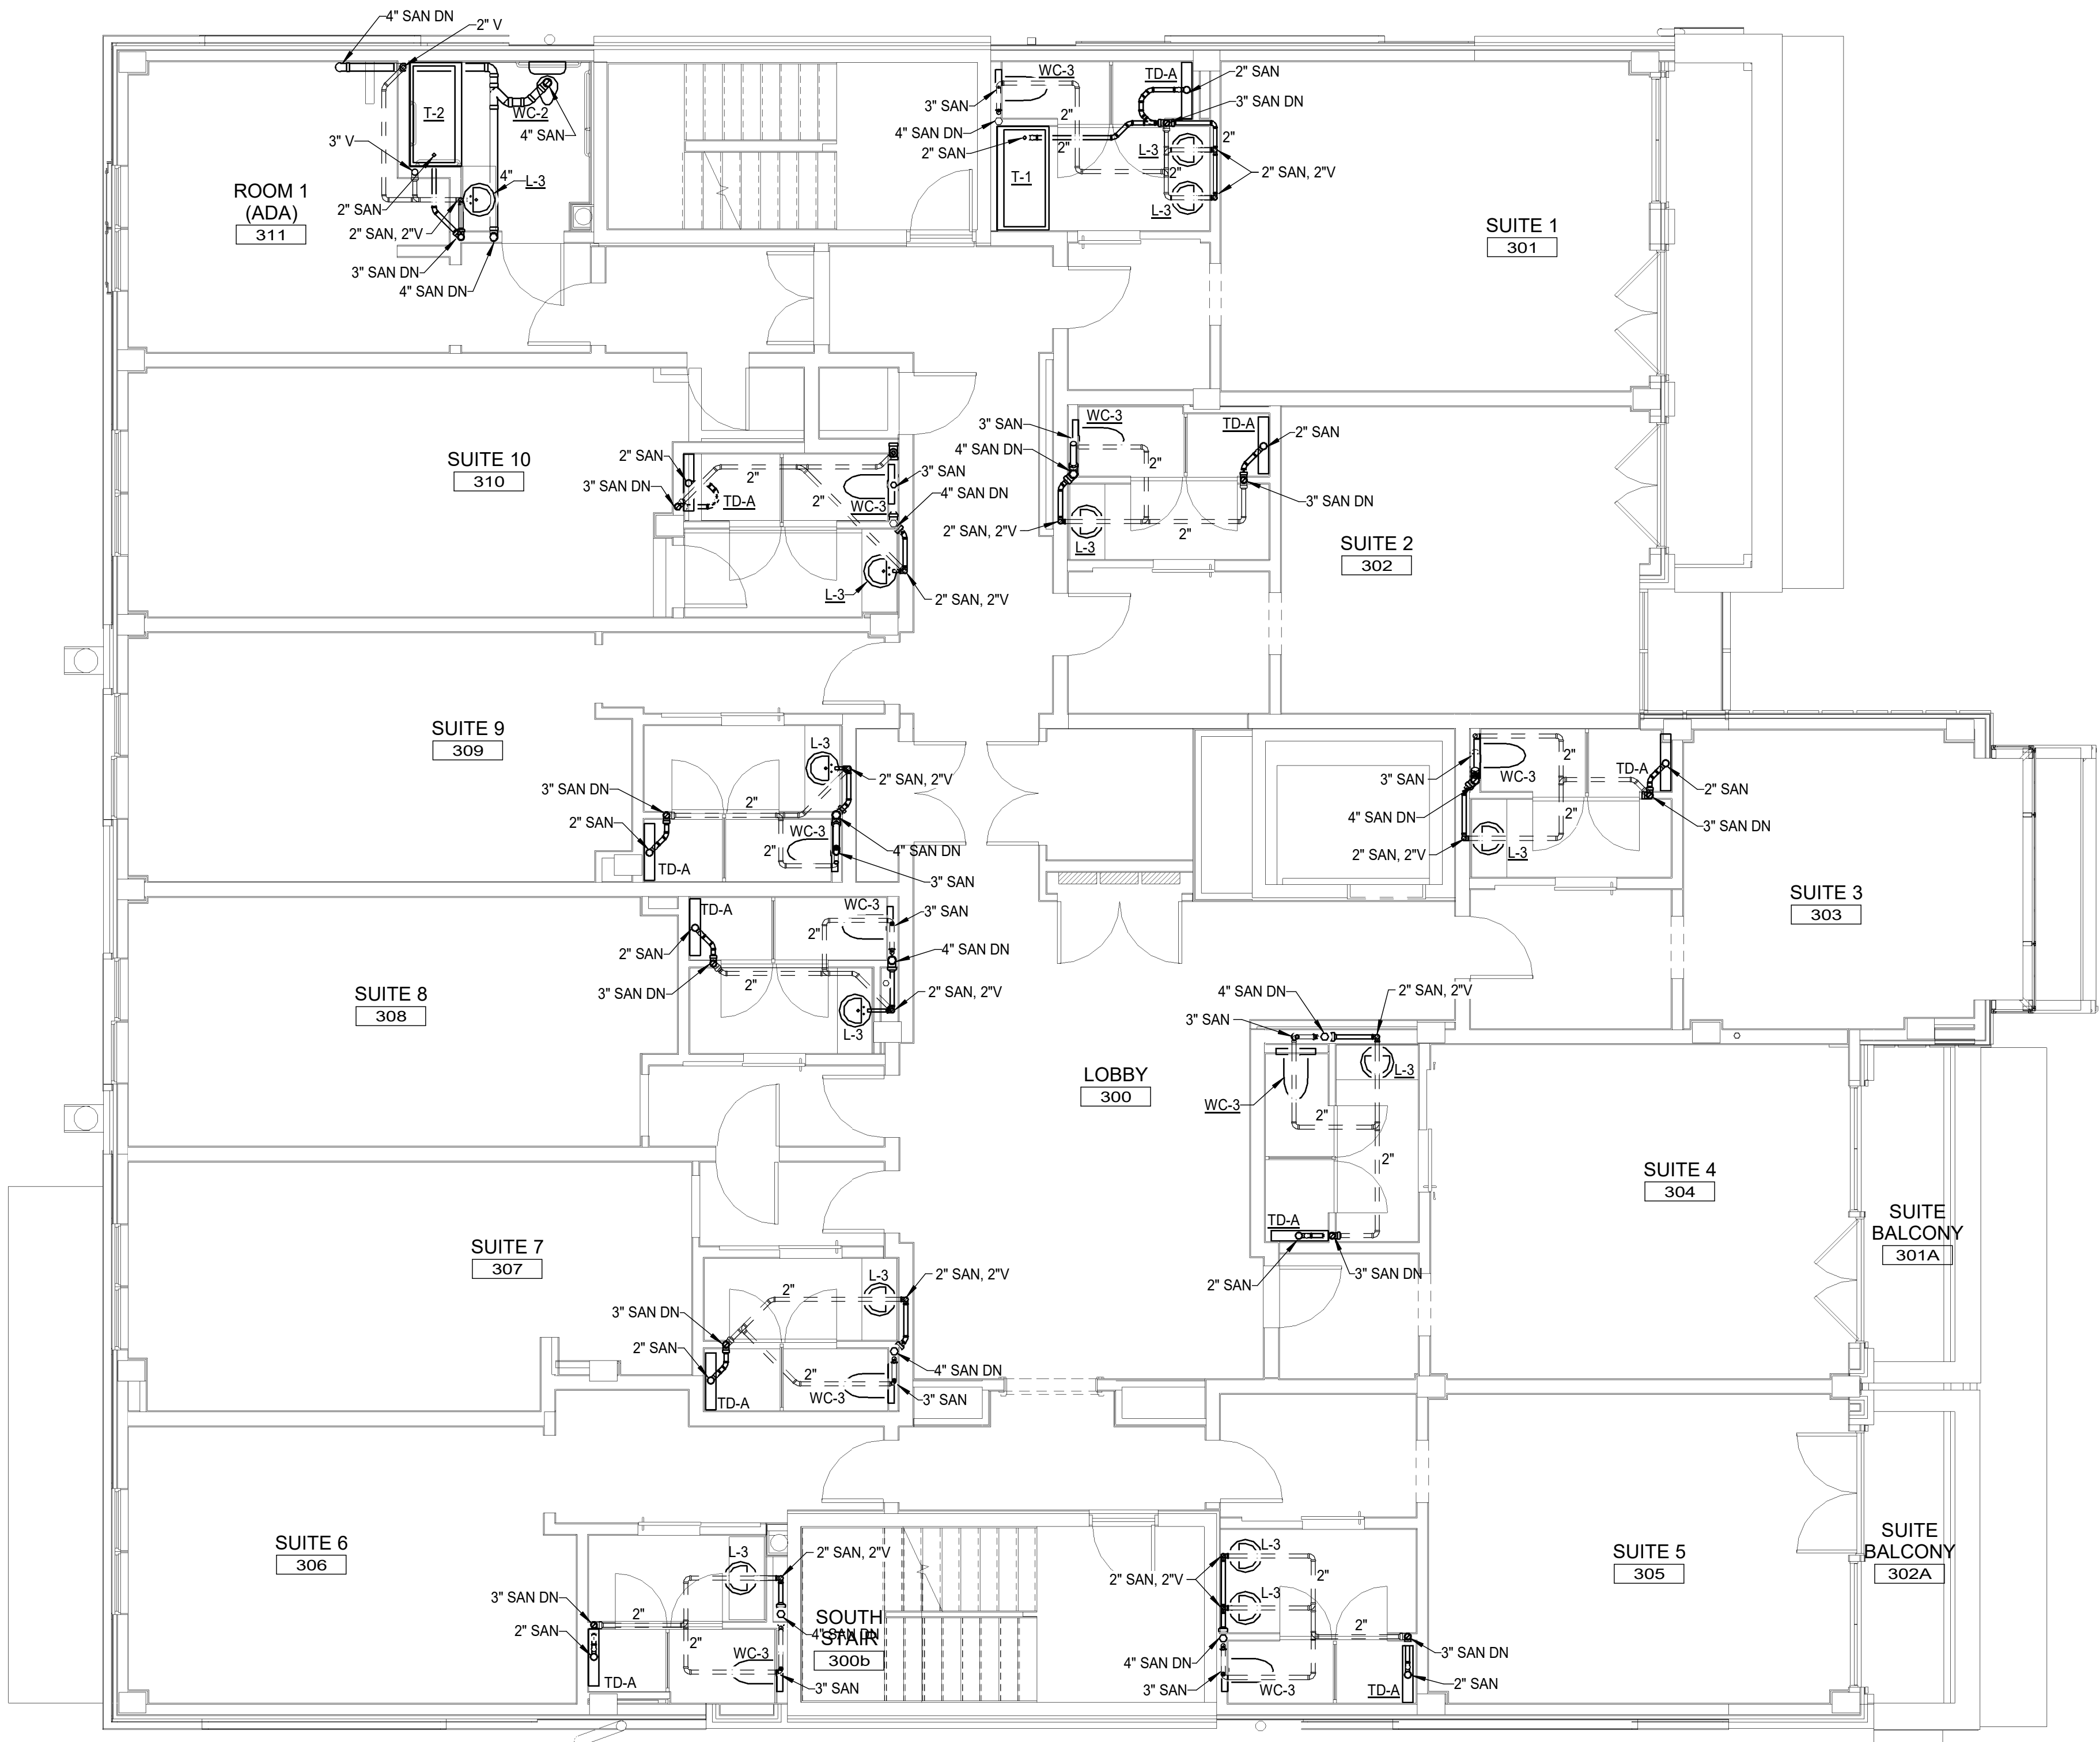 4" SAN DN
2" V
T-2
WC-2
4" SAN
3" V
4"
L-3
ROOM 1
(ADA)
311
2" SAN
2" SAN, 2"V
3" SAN DN
4" SAN DN
WC-3
TD-A
2" SAN
3" SAN
3" SAN DN
4" SAN DN
2"
2"
2" SAN
L-3
2"
T-1
2"
2" SAN, 2"V
L-3
SUITE 1
301
WC-3
TD-A
3" SAN
2" SAN
4" SAN DN
2"
3" SAN DN
2" SAN, 2"V
2"
L-3
SUITE 2
302
SUITE 10
310
2" SAN
2"
3" SAN
3" SAN DN
TD-A
2"
WC-3
4" SAN DN
L-3
2" SAN, 2"V
SUITE 9
309
L-3
2" SAN, 2"V
3" SAN DN
2"
2" SAN
WC-3
2"
4" SAN DN
TD-A
3" SAN
2"
3" SAN
WC-3
TD-A
2" SAN
4" SAN DN
2"
3" SAN DN
2" SAN, 2"V
L-3
SUITE 3
303
TD-A
WC-3
3" SAN
2"
2" SAN
4" SAN DN
2"
3" SAN DN
2" SAN, 2"V
L-3
SUITE 8
308
4" SAN DN
2" SAN, 2"V
3" SAN
L-3
WC-3
2"
2"
TD-A
2" SAN
3" SAN DN
LOBBY
300
SUITE 4
304
SUITE
BALCONY
301A
SUITE 7
307
L-3
2" SAN, 2"V
2"
3" SAN DN
2" SAN
4" SAN DN
2"
WC-3
3" SAN
TD-A
SUITE 6
306
L-3
2" SAN, 2"V
3" SAN DN
2"
2" SAN
4" SAN DN
2"
WC-3
TD-A
3" SAN
SOUTH
STAIR
300b
L-3
2" SAN, 2"V
2"
L-3
2"
3" SAN DN
4" SAN DN
2" SAN
3" SAN
WC-3
TD-A
SUITE 5
305
SUITE
BALCONY
302A